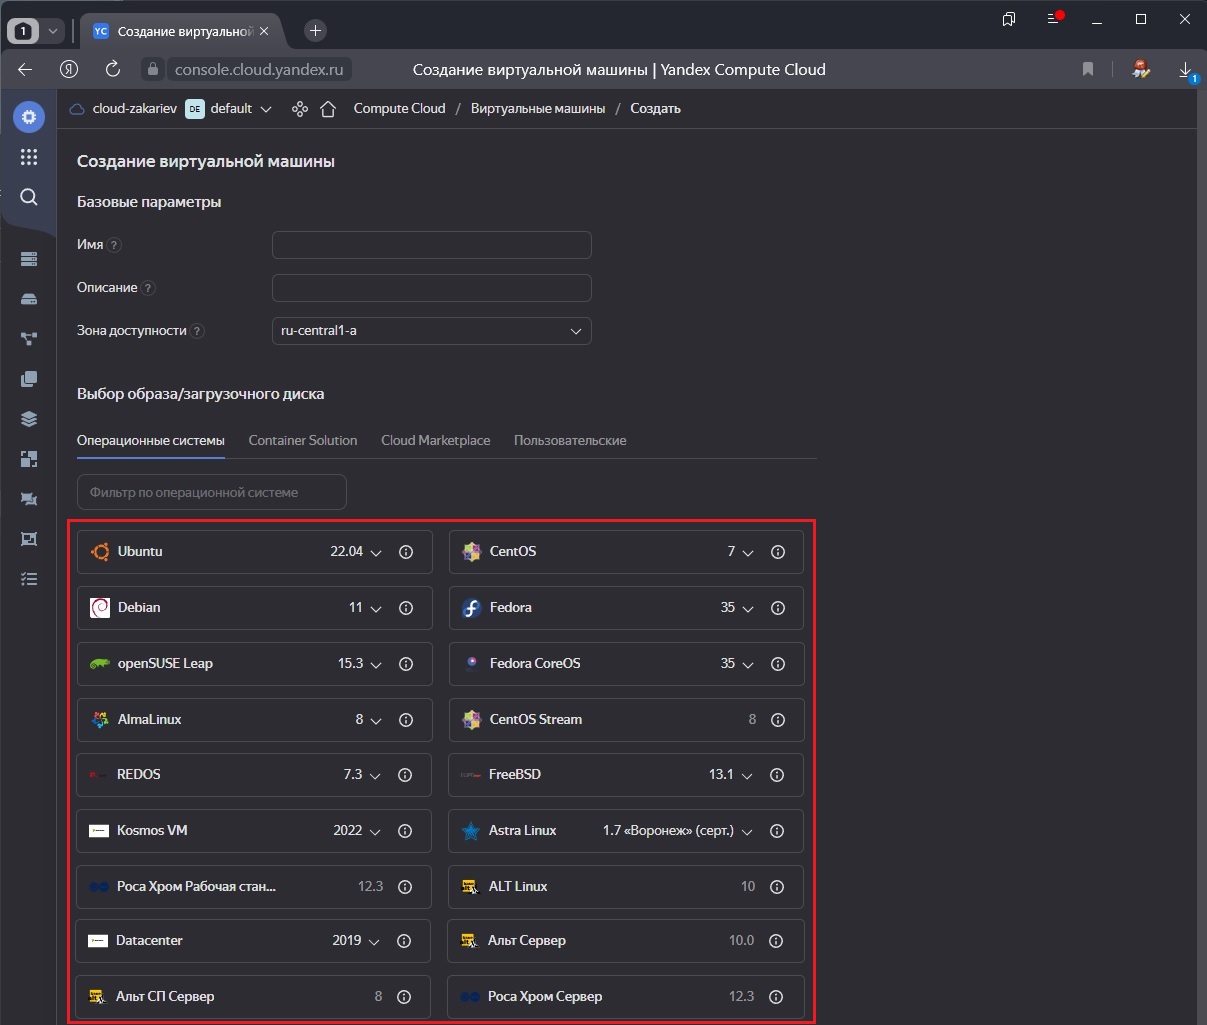 1
YC Создание виртуальной
console.cloud.yandex.ru Создание виртуальной машины | Yandex Compute Cloud 1
cloud-zakariev DE default Compute Cloud / Виртуальные машины / Создать
Создание виртуальной машины
Базовые параметры
Имя ?
Описание ?
Зона доступности ? ru-central1-a
Выбор образа/загрузочного диска
Операционные системы Container Solution Cloud Marketplace Пользовательские
Фильтр по операционной системе
Ubuntu 22.04 CentOS 7
Debian 11 Fedora 35
openSUSE Leap 15.3 Fedora CoreOS 35
AlmaLinux 8 CentOS Stream 8
REDOS 7.3 FreeBSD 13.1
Kosmos VM 2022 Astra Linux 1.7 «Воронеж» (серт.)
Роса Хром Рабочая стан... 12.3 ALT Linux 10
Datacenter 2019 Альт Сервер 10.0
Альт СП Сервер 8 Роса Хром Сервер 12.3